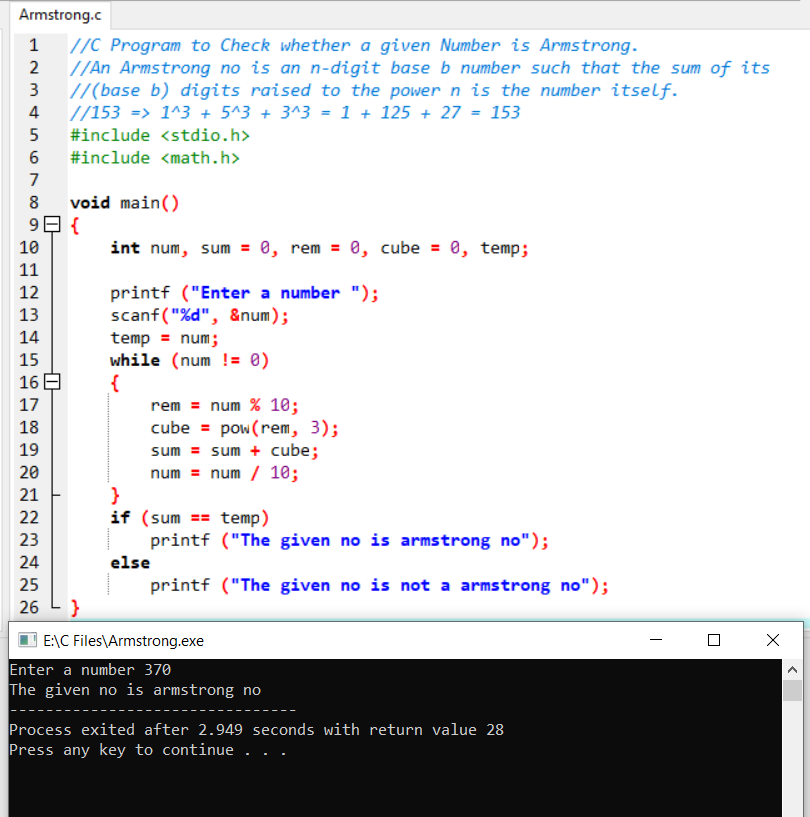 Armstrong.c
1 //C Program to Check whether a given Number is Armstrong.
2 //An Armstrong no is an n-digit base b number such that the sum of its
3 //(base b) digits raised to the power n is the number itself.
4 //153 => 1^3 + 5^3 + 3^3 = 1 + 125 + 27 = 153
5 #include <stdio.h>
6 #include <math.h>
7
8 void main()
9 {
10 int num, sum = 0, rem = 0, cube = 0, temp;
11
12 printf ("Enter a number ");
13 scanf("%d", &num);
14 temp = num;
15 while (num != 0)
16 {
17 rem = num % 10;
18 cube = pow(rem, 3);
19 sum = sum + cube;
20 num = num / 10;
21 }
22 if (sum == temp)
23 printf ("The given no is armstrong no");
24 else
25 printf ("The given no is not a armstrong no");
26 }
E:\C Files\Armstrong.exe
Enter a number 370
The given no is armstrong no
--------------------------------
Process exited after 2.949 seconds with return value 28
Press any key to continue . . .